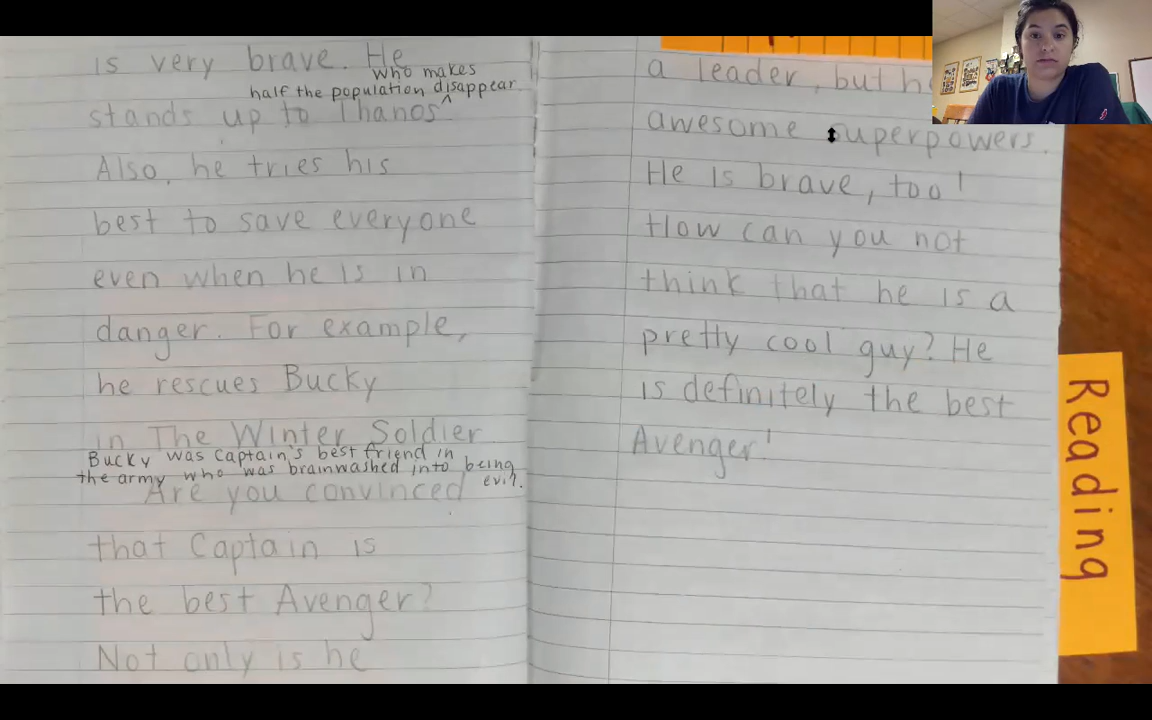 is very brave. He
who makes
half the population disappear
stands up to Thanos^.
Also, he tries his
best to save everyone
even when he is in
danger. For example,
he rescues Bucky
in The Winter Soldier
Bucky was Captain's best friend in
the army who was brainwashed into being
evil.
Are you convinced
that Captain is
the best Avenger?
Not only is he
a leader, but
awesome superpowers.
He is brave, too!
How can you not
think that he is a
pretty cool guy? He
is definitely the best
Avenger!
Reading